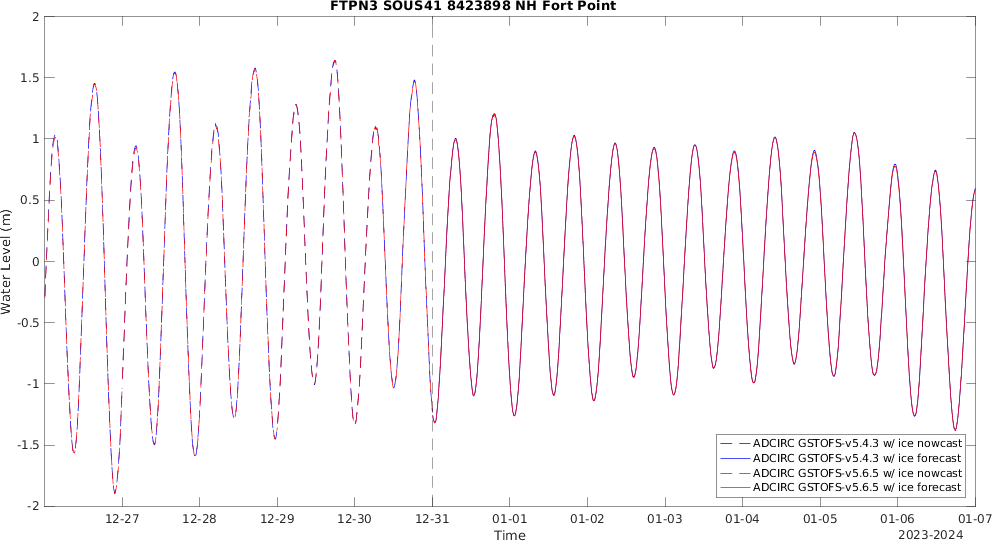 FTPN3 SOUS41 8423898 NH Fort Point
2
1.5
1
0.5
0
-0.5
-1
-1.5
-2
Water Level (m)
ADCIRC GSTOFS-v5.4.3 w/ ice nowcast
ADCIRC GSTOFS-v5.4.3 w/ ice forecast
ADCIRC GSTOFS-v5.6.5 w/ ice nowcast
ADCIRC GSTOFS-v5.6.5 w/ ice forecast
12-27 12-28 12-29 12-30 12-31 01-01 01-02 01-03 01-04 01-05 01-06 01-07
Time
2023-2024